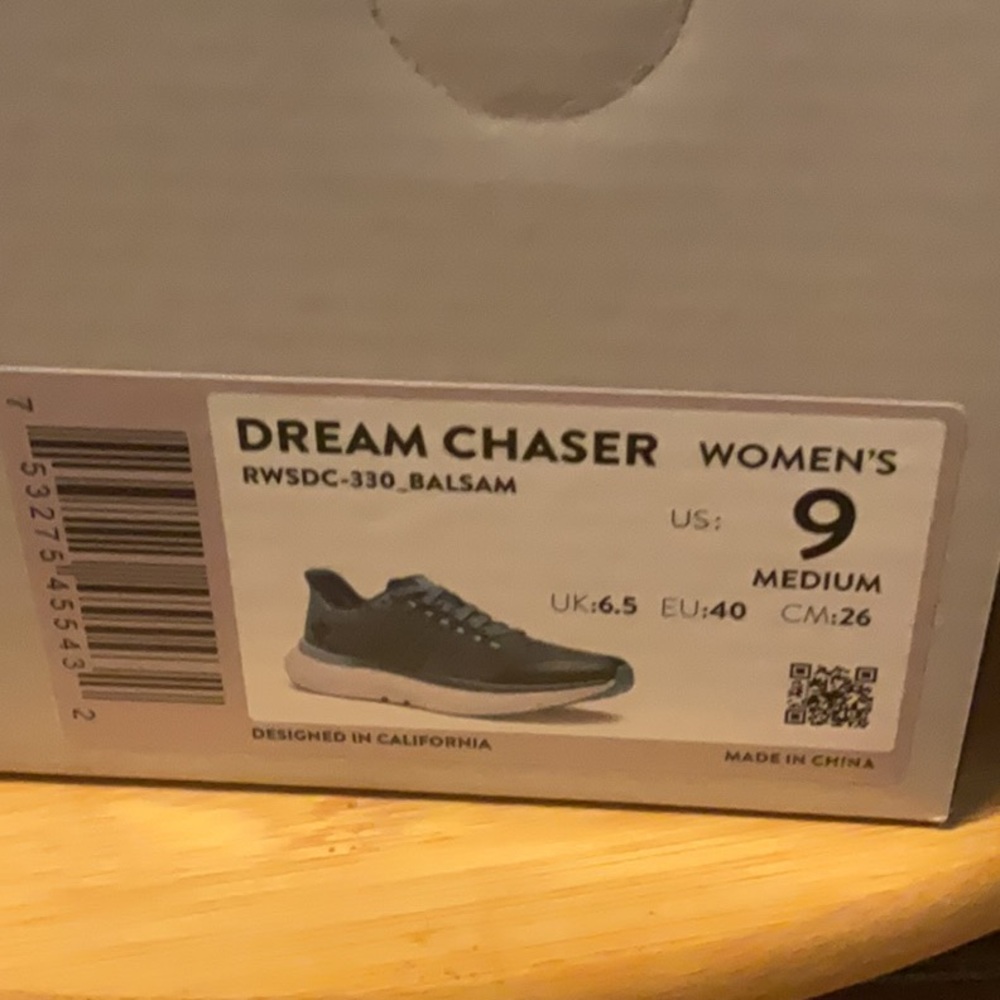 DREAM CHASER WOMEN'S
RWSDC-330_BALSAM
US: 9
MEDIUM
UK:6.5 EU:40 CM:26
DESIGNED IN CALIFORNIA
MADE IN CHINA
7 53275 45543 2